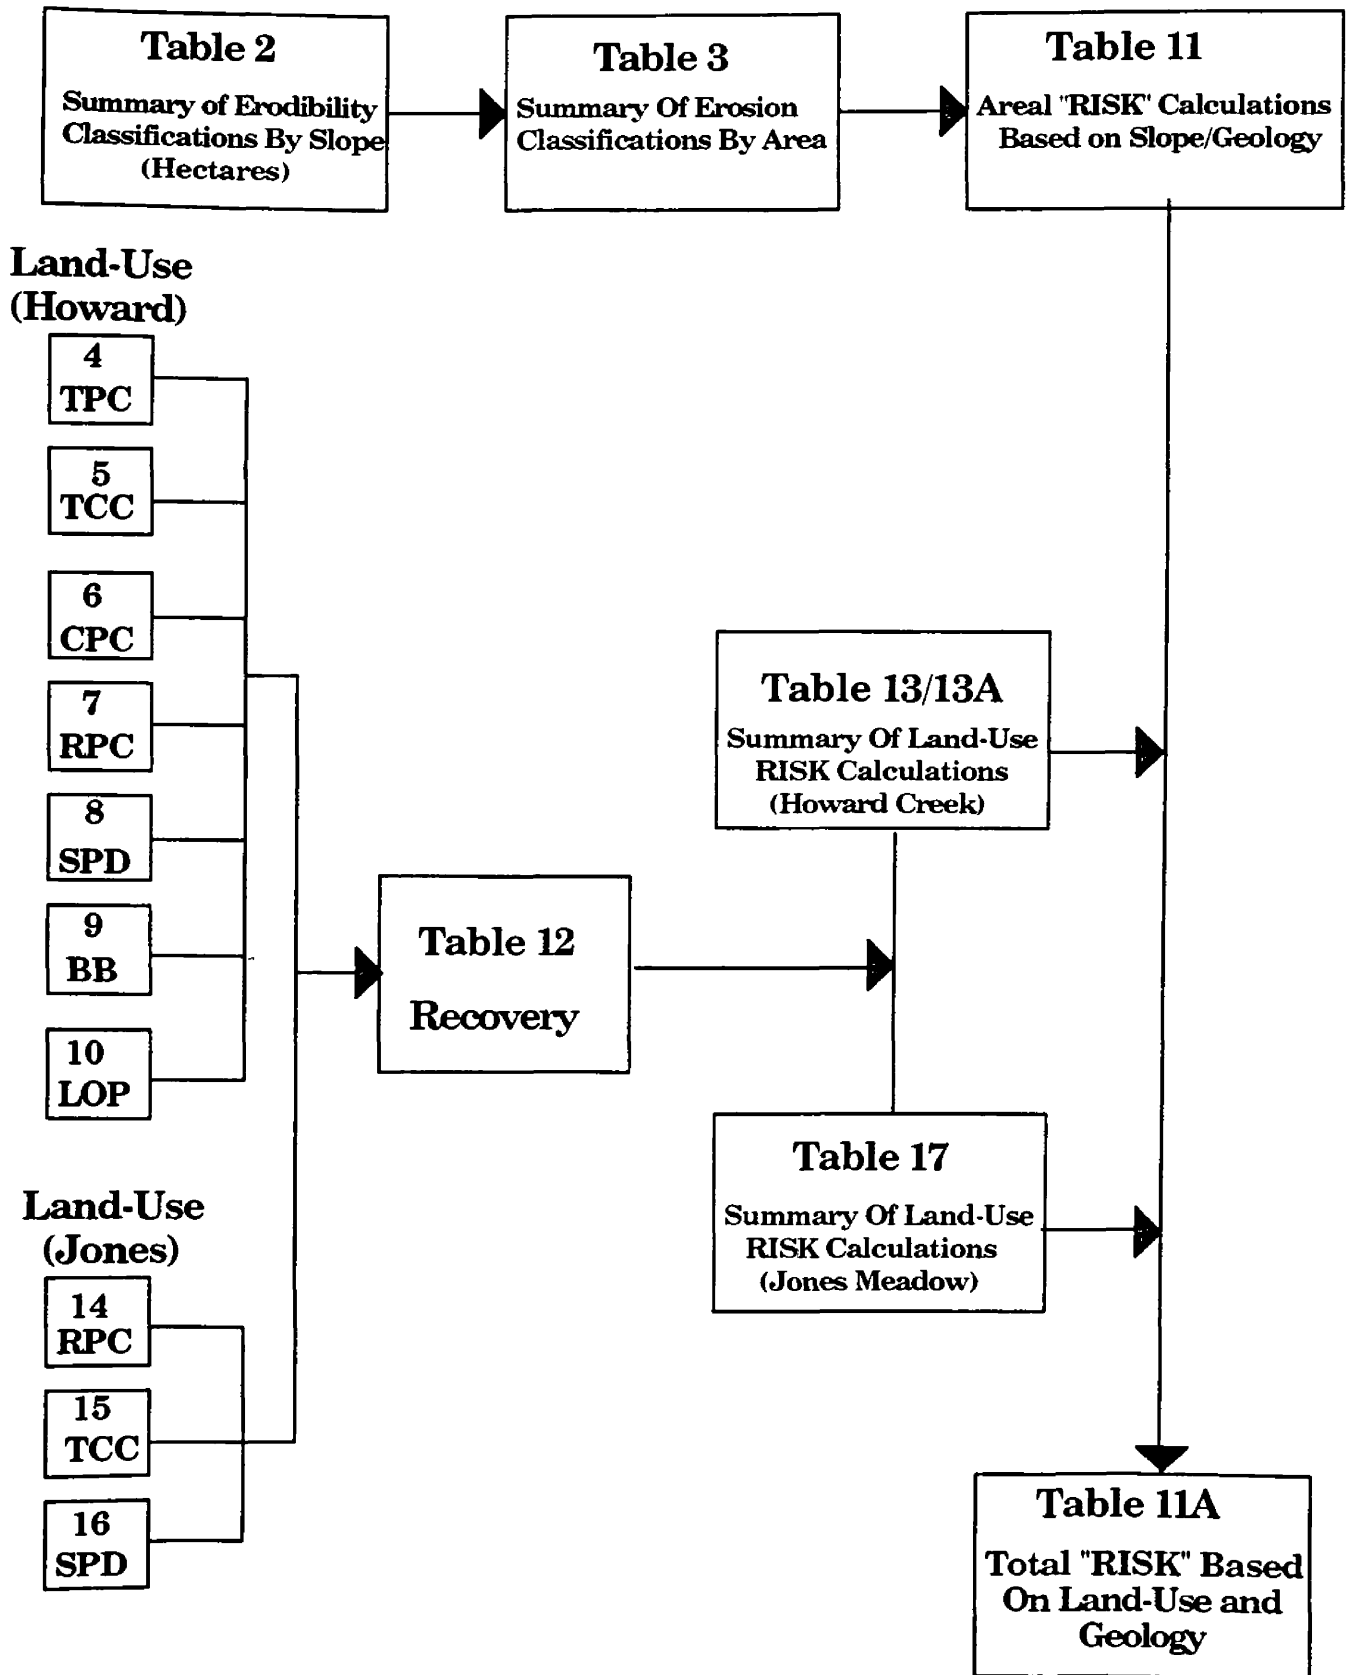 Table 2
Summary of Erodibility
Classifications By Slope
(Hectares)
Table 3
Summary Of Erosion
Classifications By Area
Table 11
Areal "RISK" Calculations
Based on Slope/Geology
Land-Use
(Howard)
4
TPC
5
TCC
6
CPC
7
RPC
8
SPD
9
BB
10
LOP
Table 12
Recovery
Table 13/13A
Summary Of Land-Use
RISK Calculations
(Howard Creek)
Table 17
Summary Of Land-Use
RISK Calculations
(Jones Meadow)
Land-Use
(Jones)
14
RPC
15
TCC
16
SPD
Table 11A
Total "RISK" Based
On Land-Use and
Geology